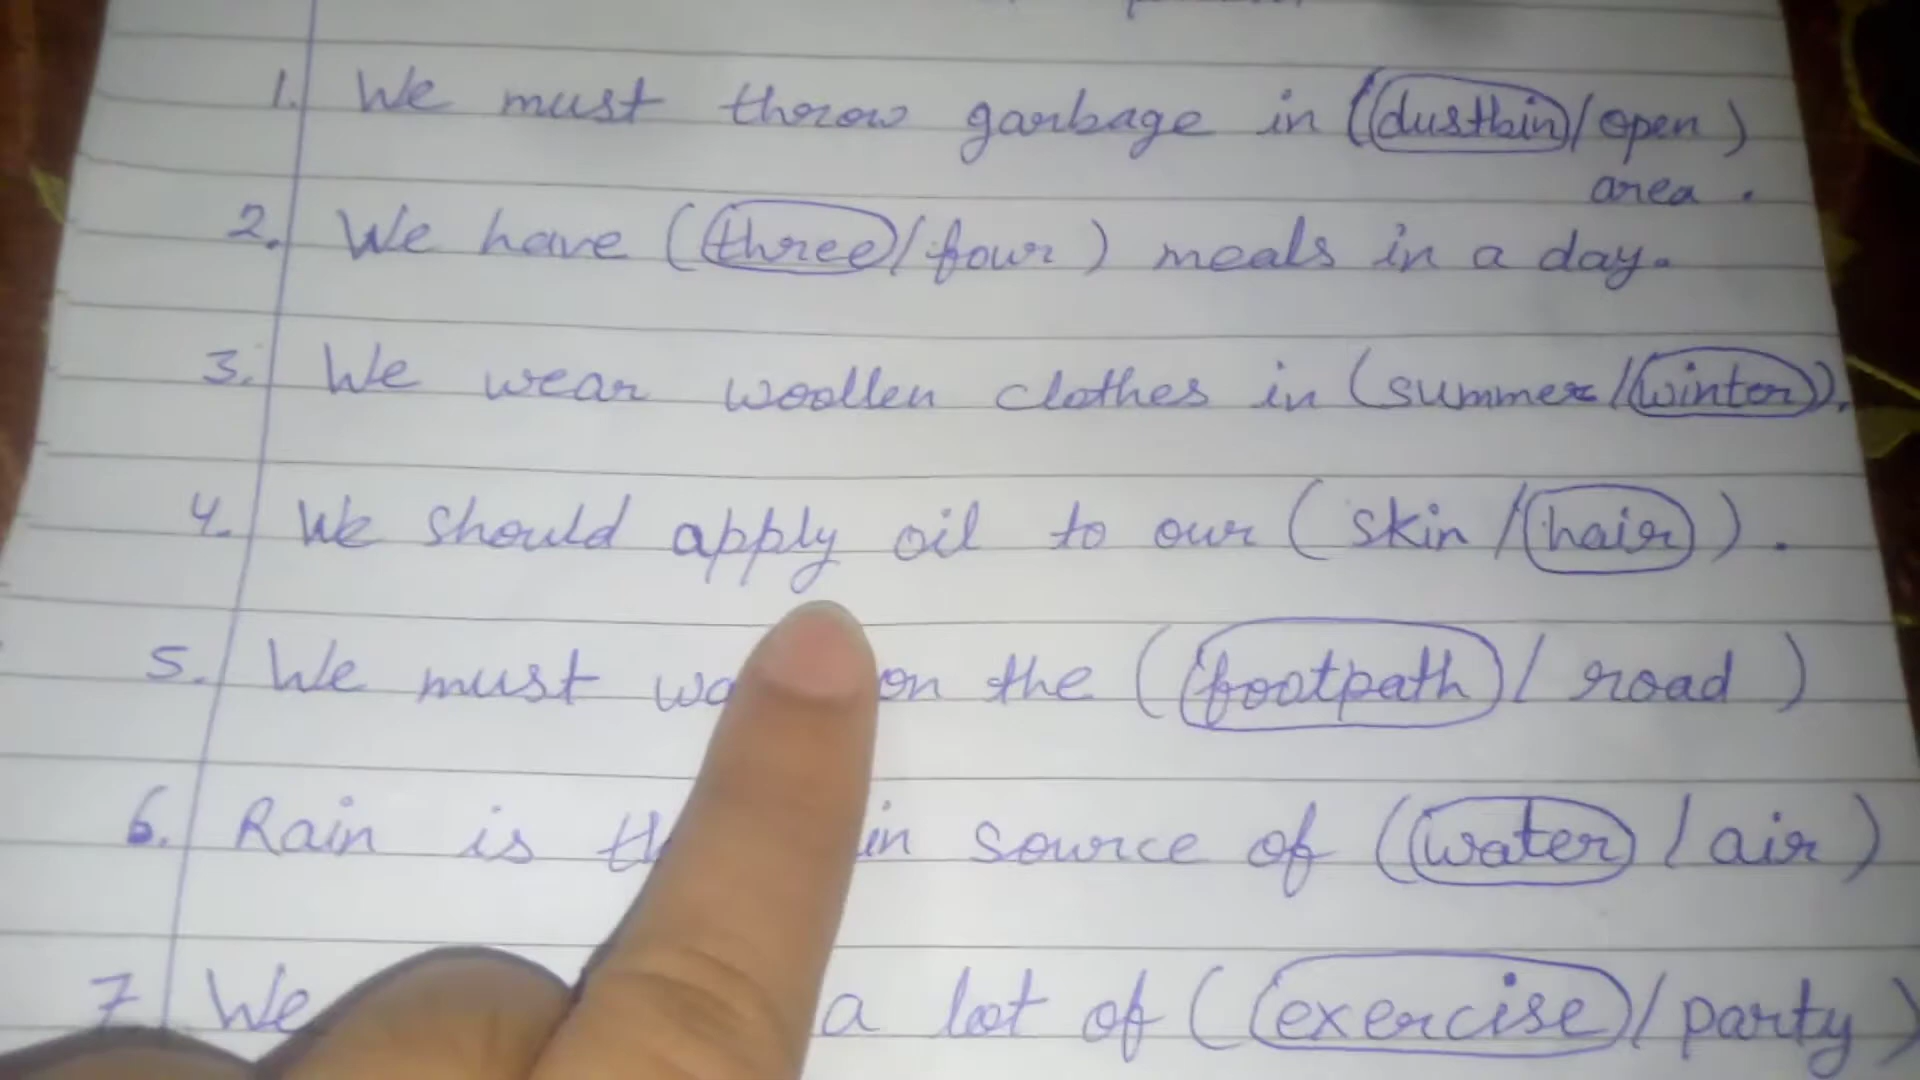 1. We must throw garbage in (dustbin/open)
area.
2. We have (three/four) meals in a day.
3. We wear woollen clothes in (summer/winter).
4. We should apply oil to our (skin/hair).
5. We must on the (footpath/road)
6. Rain is source of (water/air)
7 We a lot of (exercise/party)